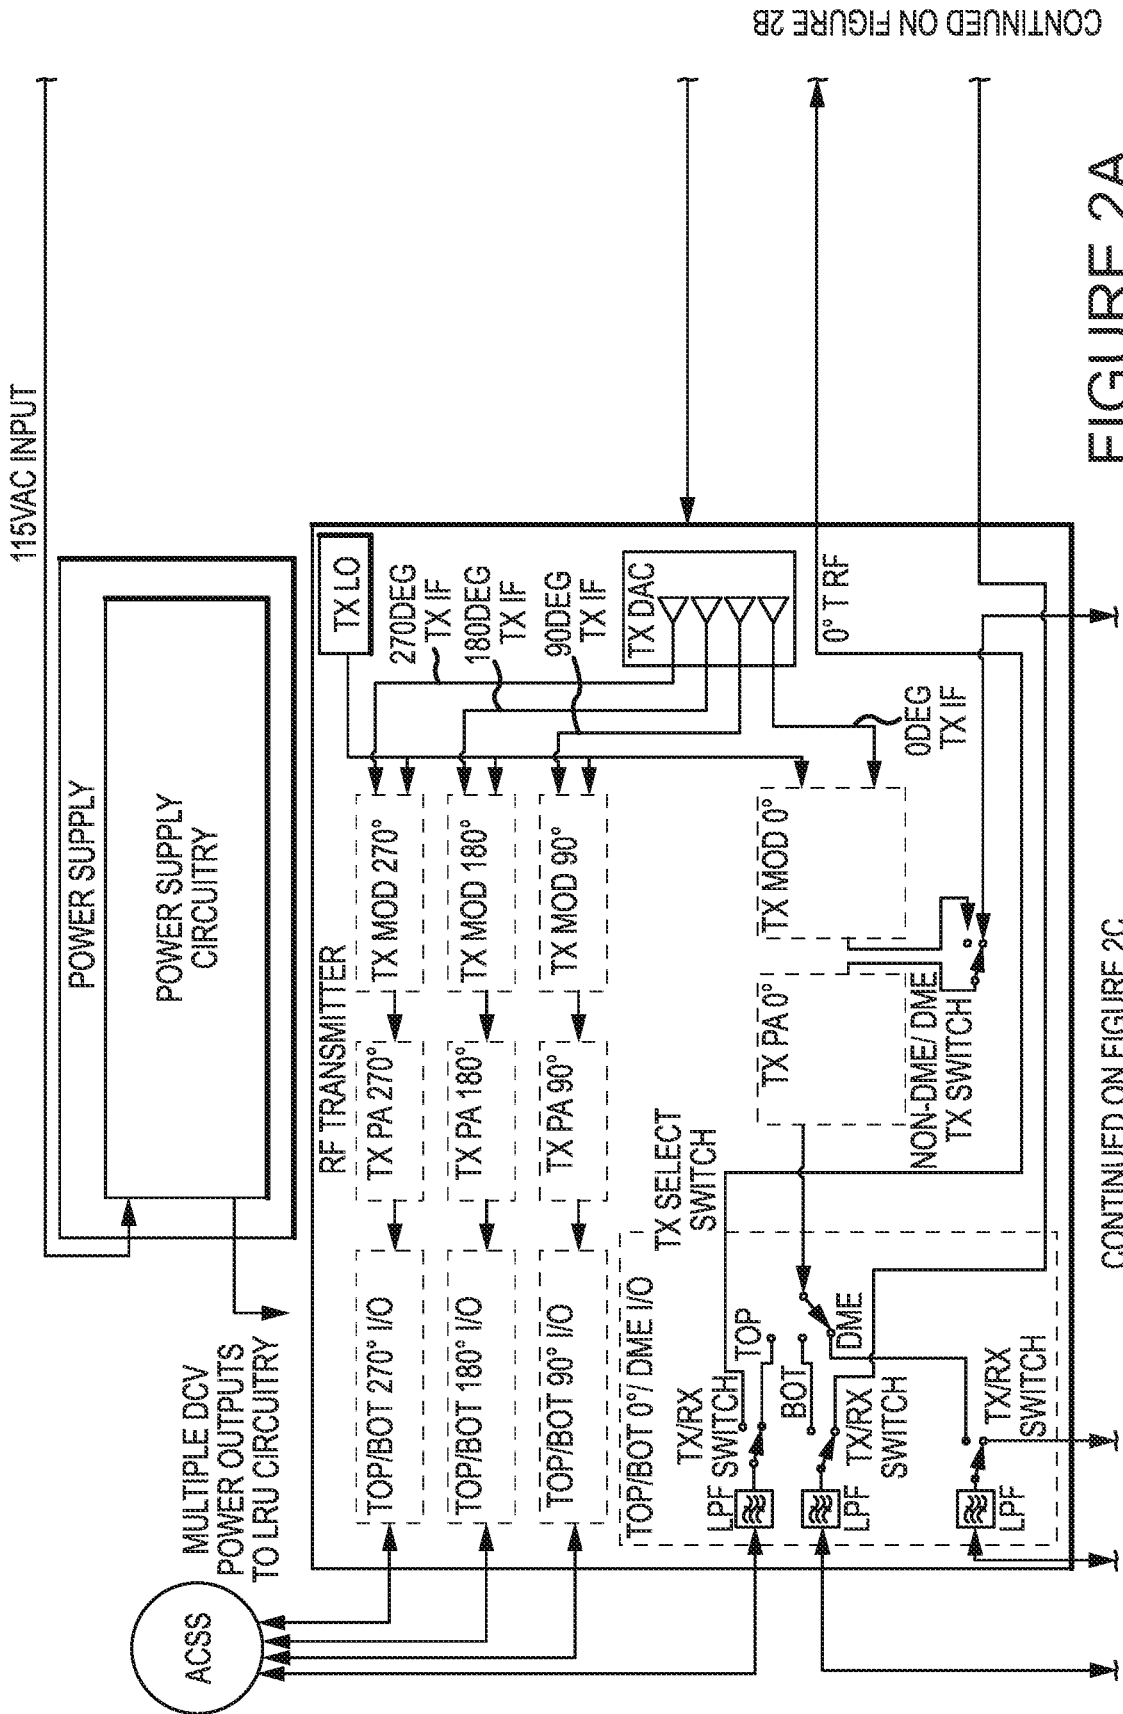 115VAC INPUT
CONTINUED ON FIGURE 2B
POWER SUPPLY
POWER SUPPLY
CIRCUITRY
MULTIPLE DCV
POWER OUTPUTS
TO LRU CIRCUITRY
ACSS
RF TRANSMITTER
TX LO
270DEG
TX IF
180DEG
TX IF
90DEG
TX IF
TX DAC
0DEG
TX IF
0° T RF
TOP/BOT 270° I/O
TX PA 270°
TX MOD 270°
TOP/BOT 180° I/O
TX PA 180°
TX MOD 180°
TOP/BOT 90° I/O
TX PA 90°
TX MOD 90°
TOP/BOT 0°/ DME I/O
TX SELECT
SWITCH
TX PA 0°
TX MOD 0°
NON-DME/ DME
TX SWITCH
LPF
TX/RX
SWITCH
TOP
BOT
DME
LPF
TX/RX
SWITCH
LPF
TX/RX
SWITCH
CONTINUED ON FIGURE 2C
FIGURE 2A